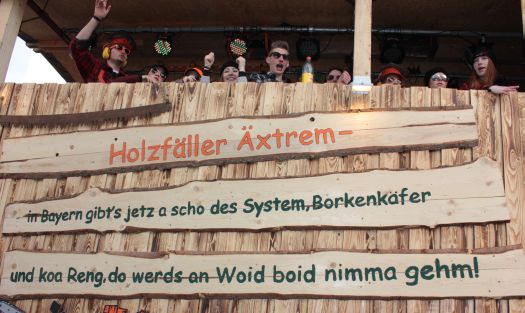 Holzfäller Äxtrem-
in Bayern gibt's jetz a scho des System, Borkenkäfer
und koa Reng, do werds an Woid boid nimma gehm!